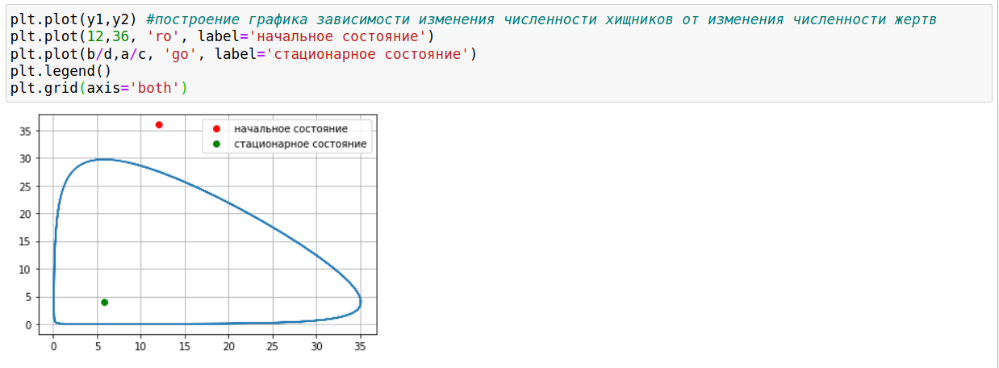 plt.plot(y1,y2) #построение графика зависимости изменения численности хищников от изменения численности жертв
plt.plot(12,36, 'ro', label='начальное состояние')
plt.plot(b/d,a/c, 'go', label='стационарное состояние')
plt.legend()
plt.grid(axis='both')
начальное состояние
стационарное состояние
35
30
25
20
15
10
5
0
0 5 10 15 20 25 30 35